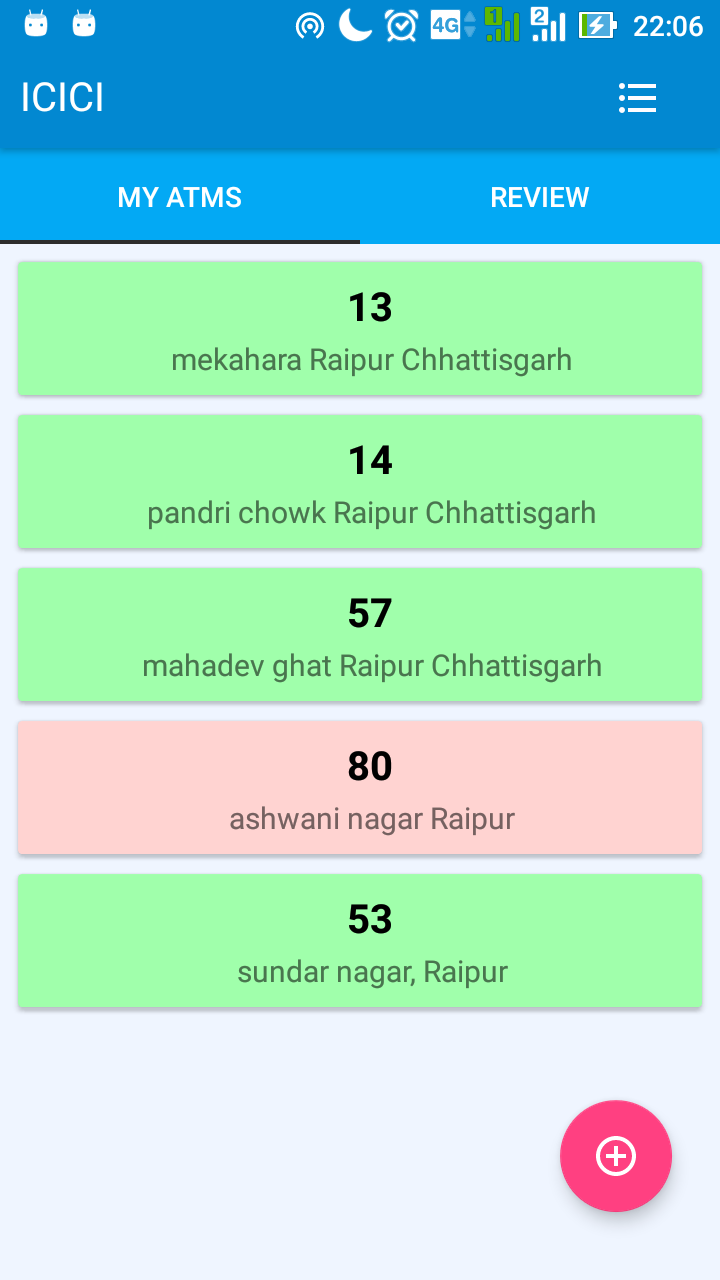 4G 1 2 22:06
ICICI
MY ATMS REVIEW
13
mekahara Raipur Chhattisgarh
14
pandri chowk Raipur Chhattisgarh
57
mahadev ghat Raipur Chhattisgarh
80
ashwani nagar Raipur
53
sundar nagar, Raipur